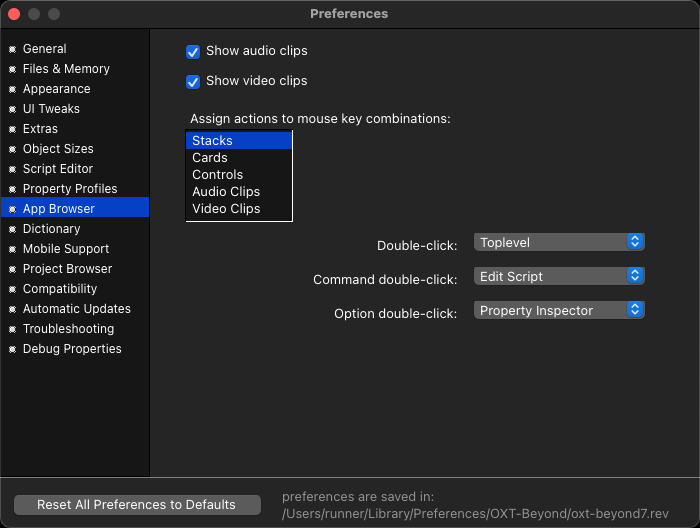 Preferences
General
Files & Memory
Appearance
UI Tweaks
Extras
Object Sizes
Script Editor
Property Profiles
App Browser
Dictionary
Mobile Support
Project Browser
Compatibility
Automatic Updates
Troubleshooting
Debug Properties
Show audio clips
Show video clips
Assign actions to mouse key combinations:
Stacks
Cards
Controls
Audio Clips
Video Clips
Double-click: Toplevel
Command double-click: Edit Script
Option double-click: Property Inspector
Reset All Preferences to Defaults
preferences are saved in:
/Users/runner/Library/Preferences/OXT-Beyond/oxt-beyond7.rev